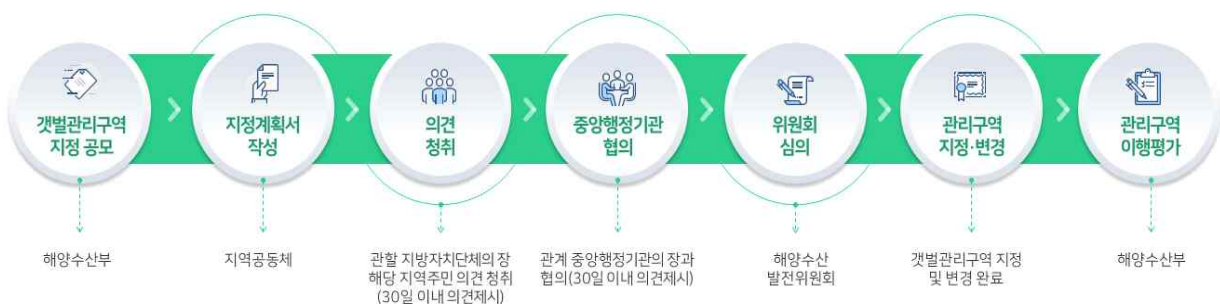 갯벌관리구역
지정 공모
지정계획서
작성
의견
청취
중앙행정기관
협의
위원회
심의
관리구역
지정·변경
관리구역
이행평가
해양수산부
지역공동체
관할 지방자치단체의 장
해당 지역주민 의견 청취
(30일 이내 의견제시)
관계 중앙행정기관의 장과
협의(30일 이내 의견제시)
해양수산
발전위원회
갯벌관리구역 지정
및 변경 완료
해양수산부